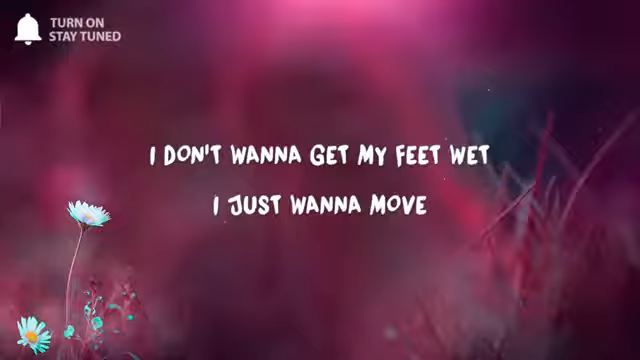 TURN ON
STAY TUNED
I DON'T WANNA GET MY FEET WET
I JUST WANNA MOVE